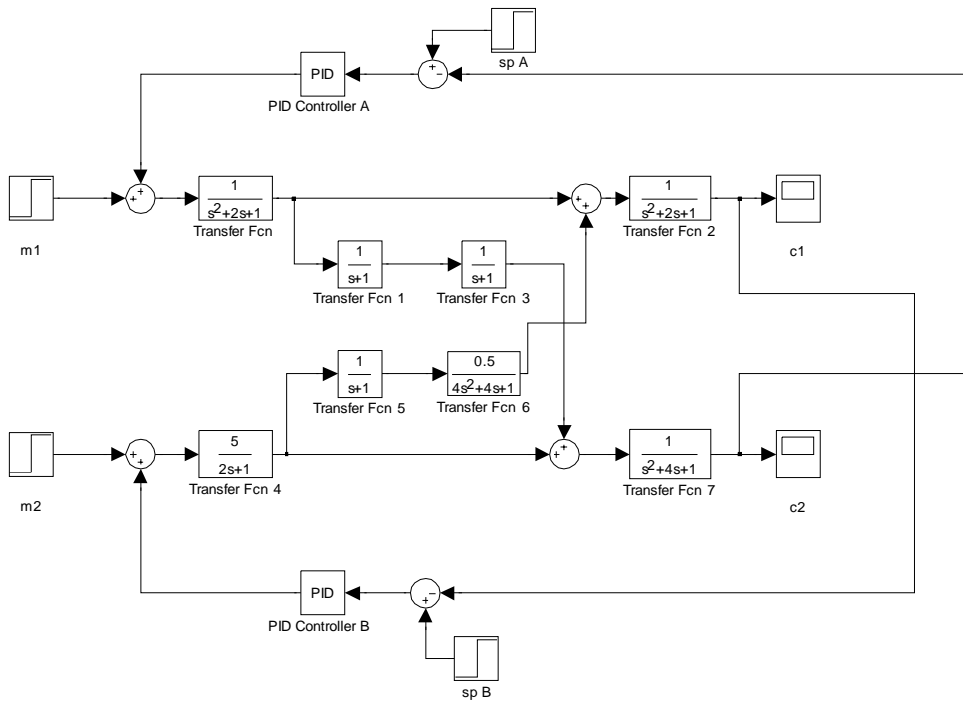 sp A
PID
PID Controller A
m1
1
s²+2s+1
Transfer Fcn
1
s²+2s+1
Transfer Fcn 2
c1
1
s+1
Transfer Fcn 1
1
s+1
Transfer Fcn 3
1
s+1
Transfer Fcn 5
0.5
4s²+4s+1
Transfer Fcn 6
m2
5
2s+1
Transfer Fcn 4
1
s²+4s+1
Transfer Fcn 7
c2
PID
PID Controller B
sp B